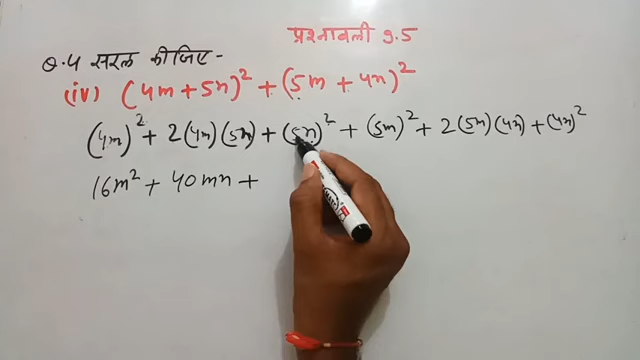 प्रश्नावली 9.5
Q.4 सरल कीजिए-
(iv) (4m+5n)² + (5m+4n)²
(4m)² + 2(4m)(5n) + (5n)² + (5m)² + 2(5m)(4n) + (4n)²
16m² + 40mn +